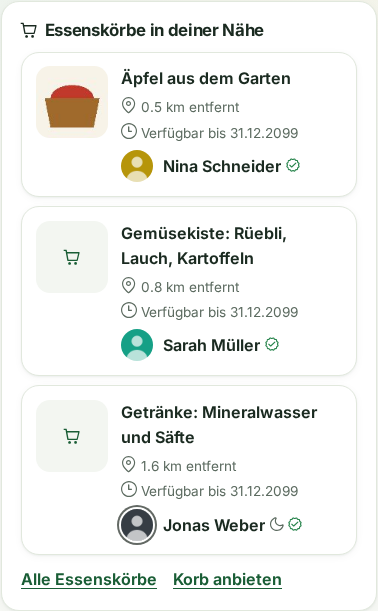 Essenskörbe in deiner Nähe
Äpfel aus dem Garten
0.5 km entfernt
Verfügbar bis 31.12.2099
Nina Schneider
Gemüsekiste: Rüebli,
Lauch, Kartoffeln
0.8 km entfernt
Verfügbar bis 31.12.2099
Sarah Müller
Getränke: Mineralwasser
und Säfte
1.6 km entfernt
Verfügbar bis 31.12.2099
Jonas Weber
Alle Essenskörbe Korb anbieten